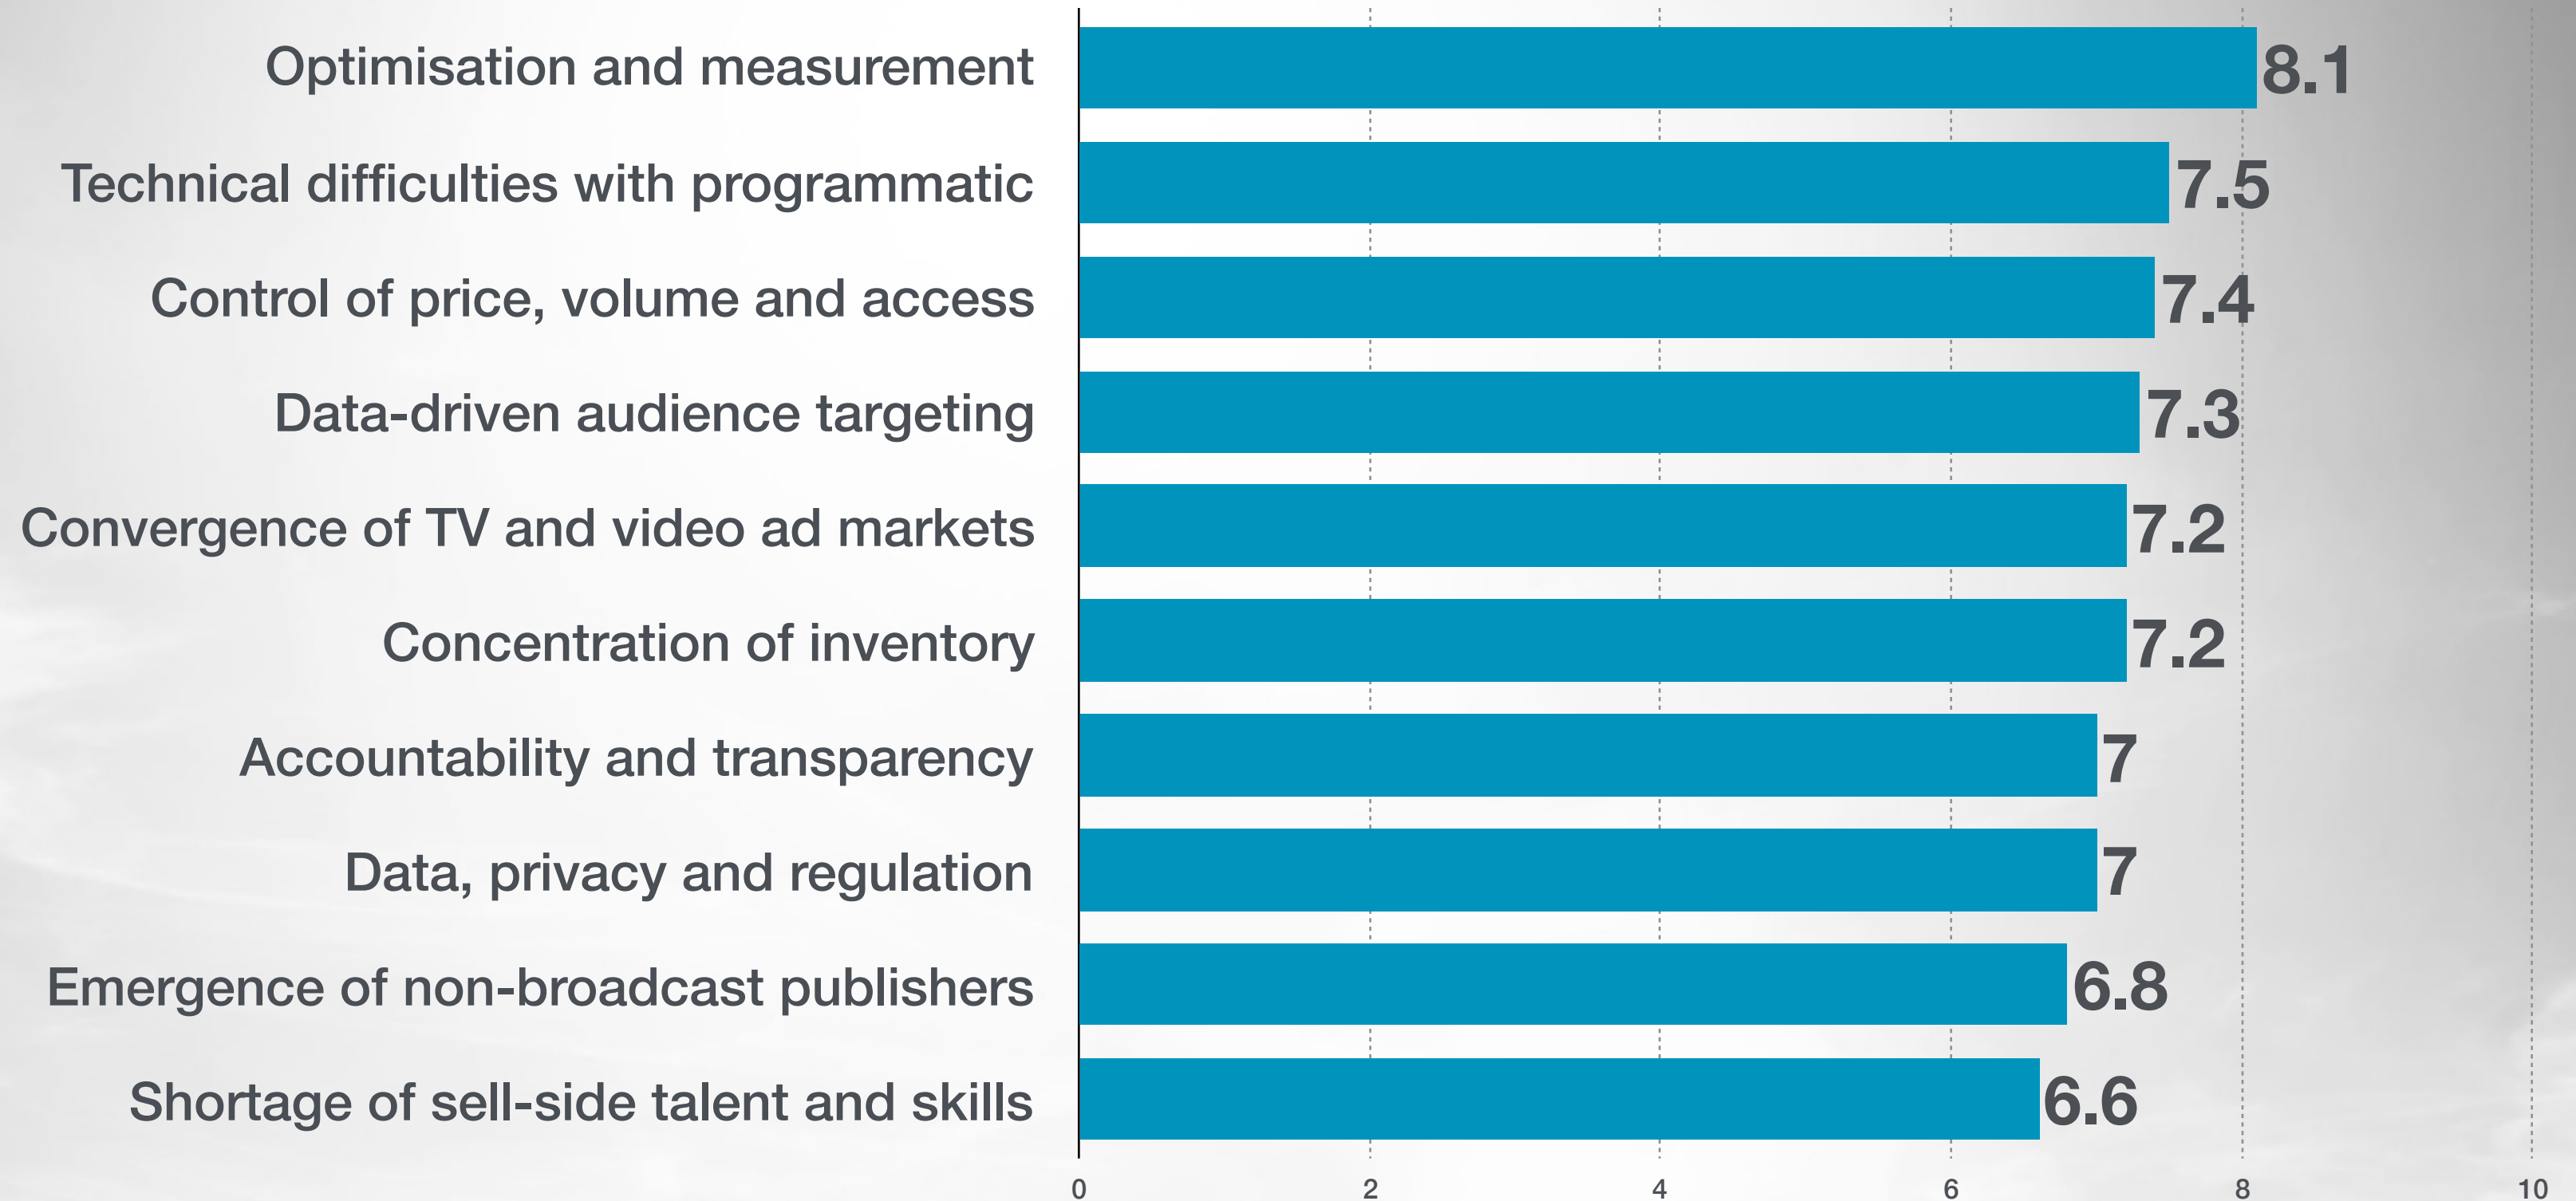 Optimisation and measurement 8.1
Technical difficulties with programmatic 7.5
Control of price, volume and access 7.4
Data-driven audience targeting 7.3
Convergence of TV and video ad markets 7.2
Concentration of inventory 7.2
Accountability and transparency 7
Data, privacy and regulation 7
Emergence of non-broadcast publishers 6.8
Shortage of sell-side talent and skills 6.6
0 2 4 6 8 10